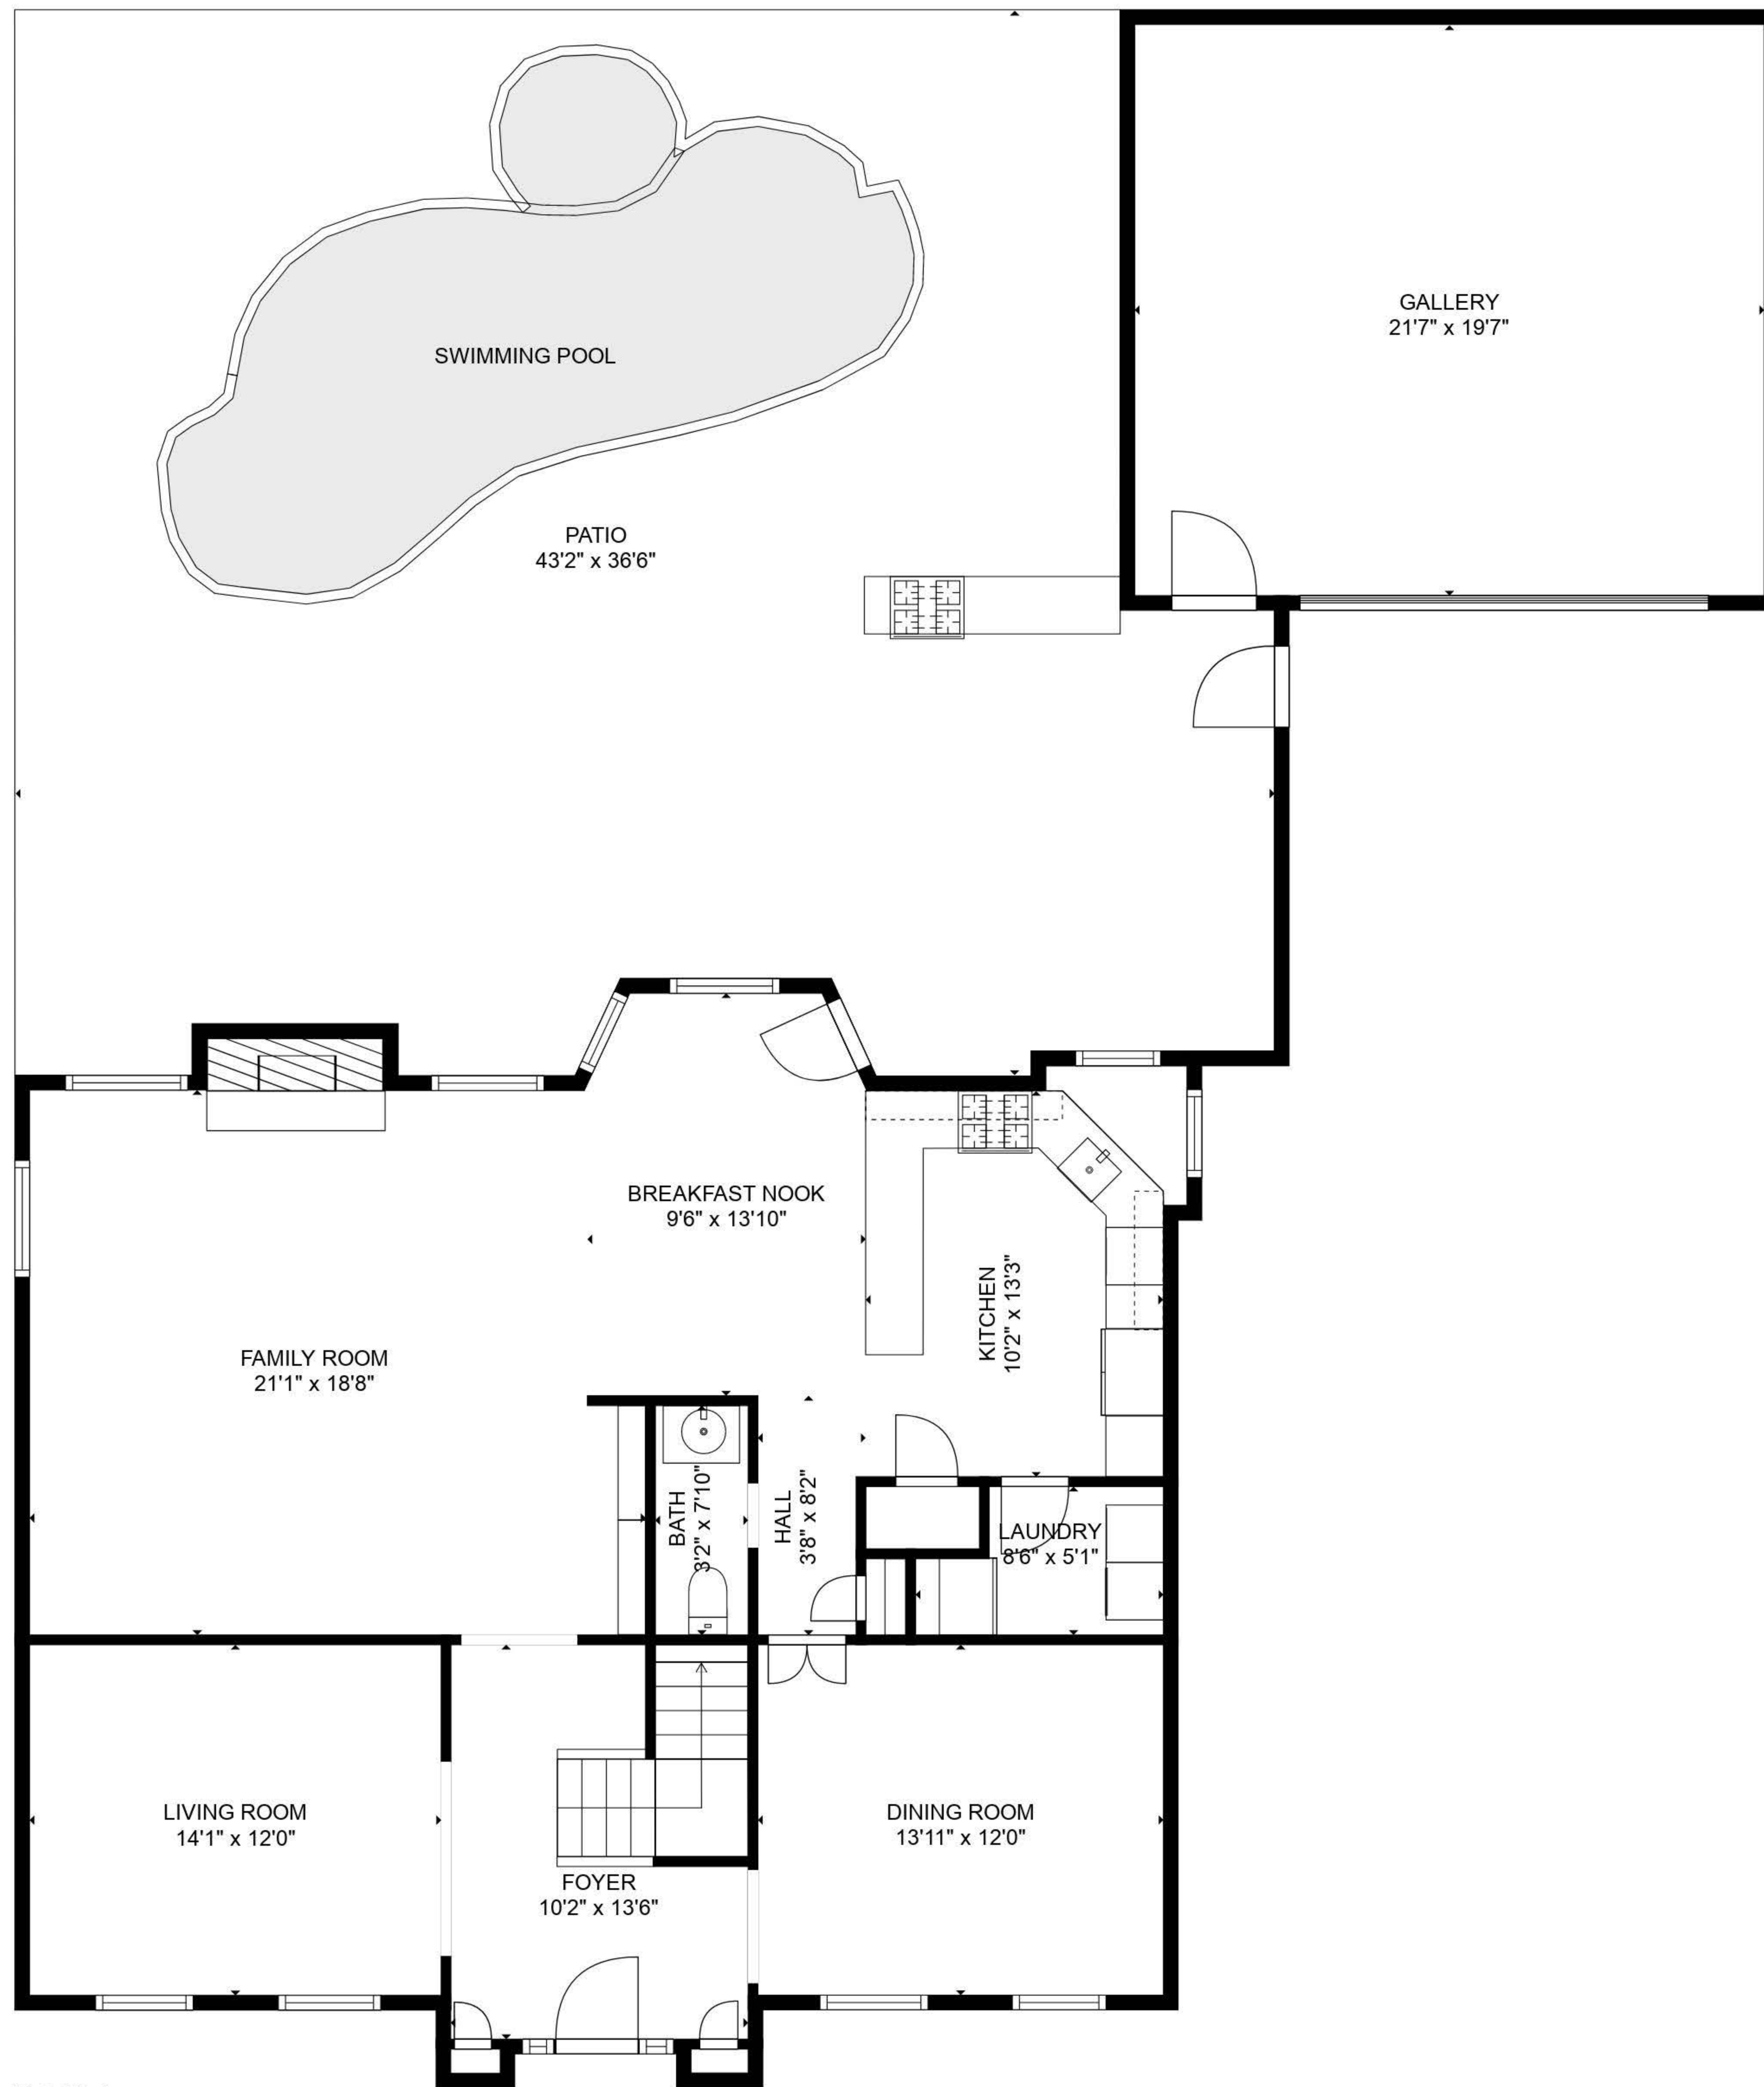 GALLERY
21'7" x 19'7"
SWIMMING POOL
PATIO
43'2" x 36'6"
BREAKFAST NOOK
9'6" x 13'10"
KITCHEN
10'2" x 13'3"
FAMILY ROOM
21'1" x 18'8"
BATH
3'2" x 7'10"
HALL
3'8" x 8'2"
LAUNDRY
8'6" x 5'1"
LIVING ROOM
14'1" x 12'0"
DINING ROOM
13'11" x 12'0"
FOYER
10'2" x 13'6"